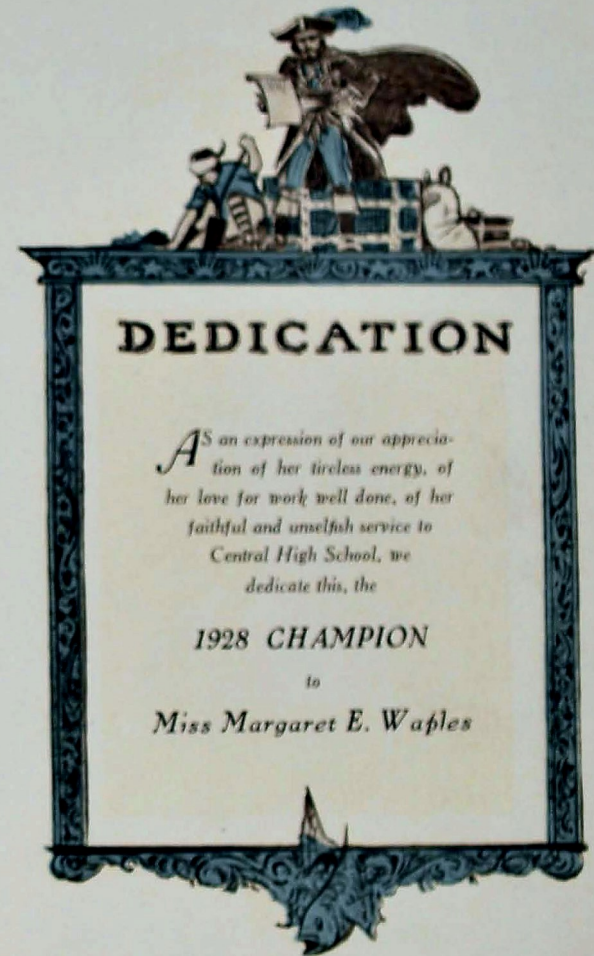 DEDICATION
AS an expression of our apprecia-
tion of her tireless energy, of
her love for work well done, of her
faithful and unselfish service to
Central High School, we
dedicate this, the
1928 CHAMPION
to
Miss Margaret E. Waples